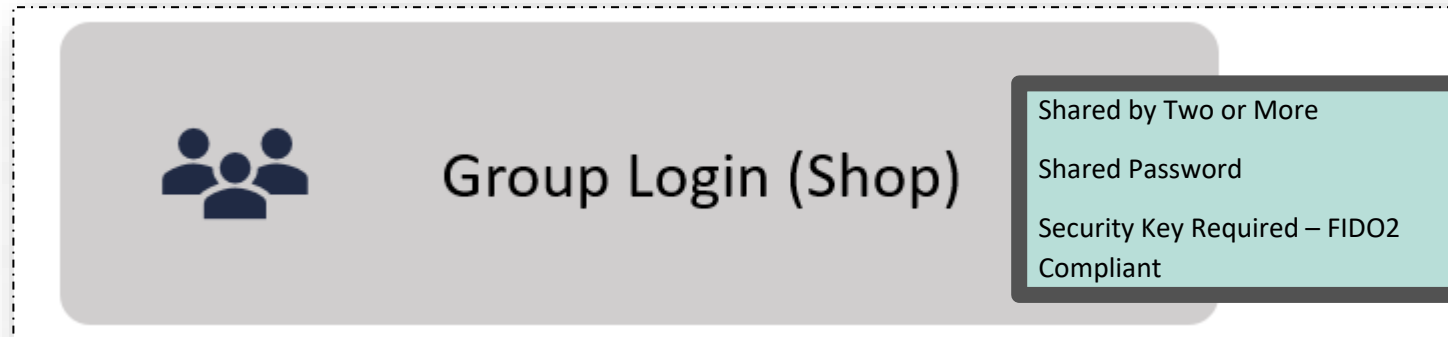 Group Login (Shop)
Shared by Two or More
Shared Password
Security Key Required – FIDO2
Compliant